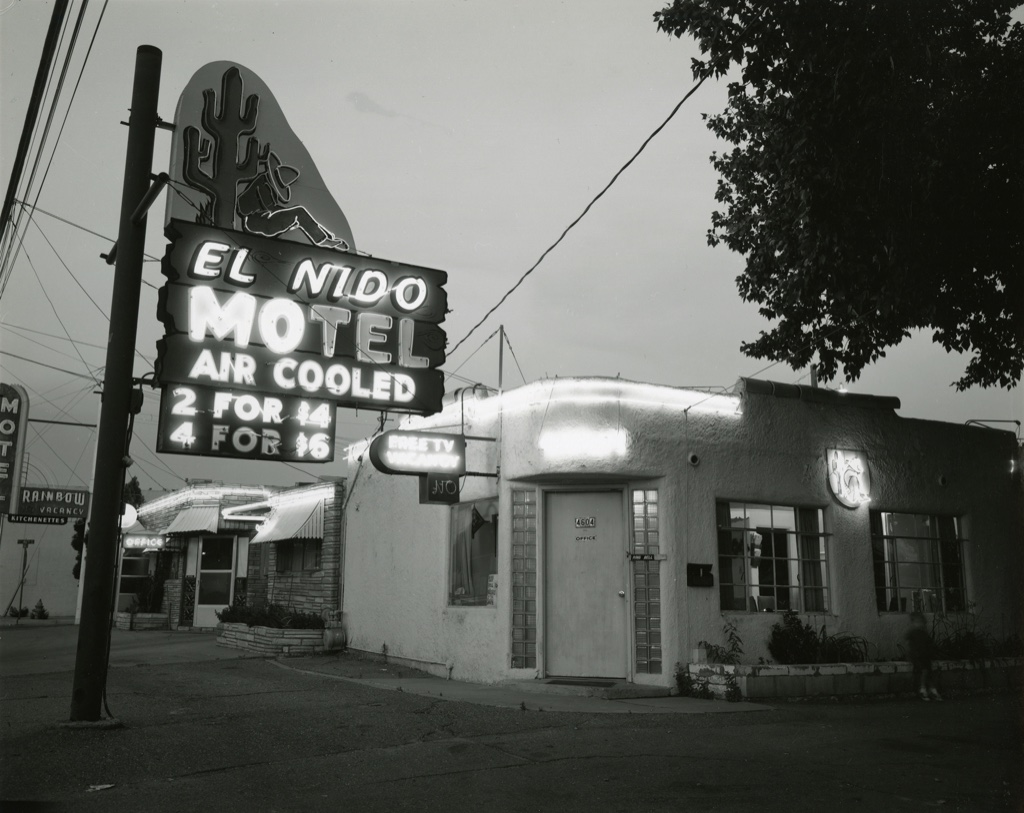 EL NIDO
MOTEL
AIR COOLED
2 FOR $4
4 FOR $6
FREE TV
VACANCY
MOTE
RAINBOW
VACANCY
KITCHENETTES
OFFICE
4604
OFFICE